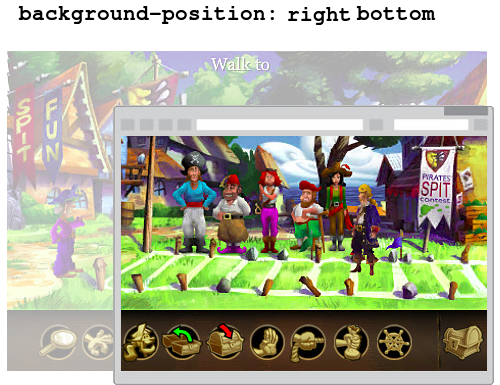 background-position: right bottom
Walk to
SPIT
FUN
PIRATES'
SPIT
contest